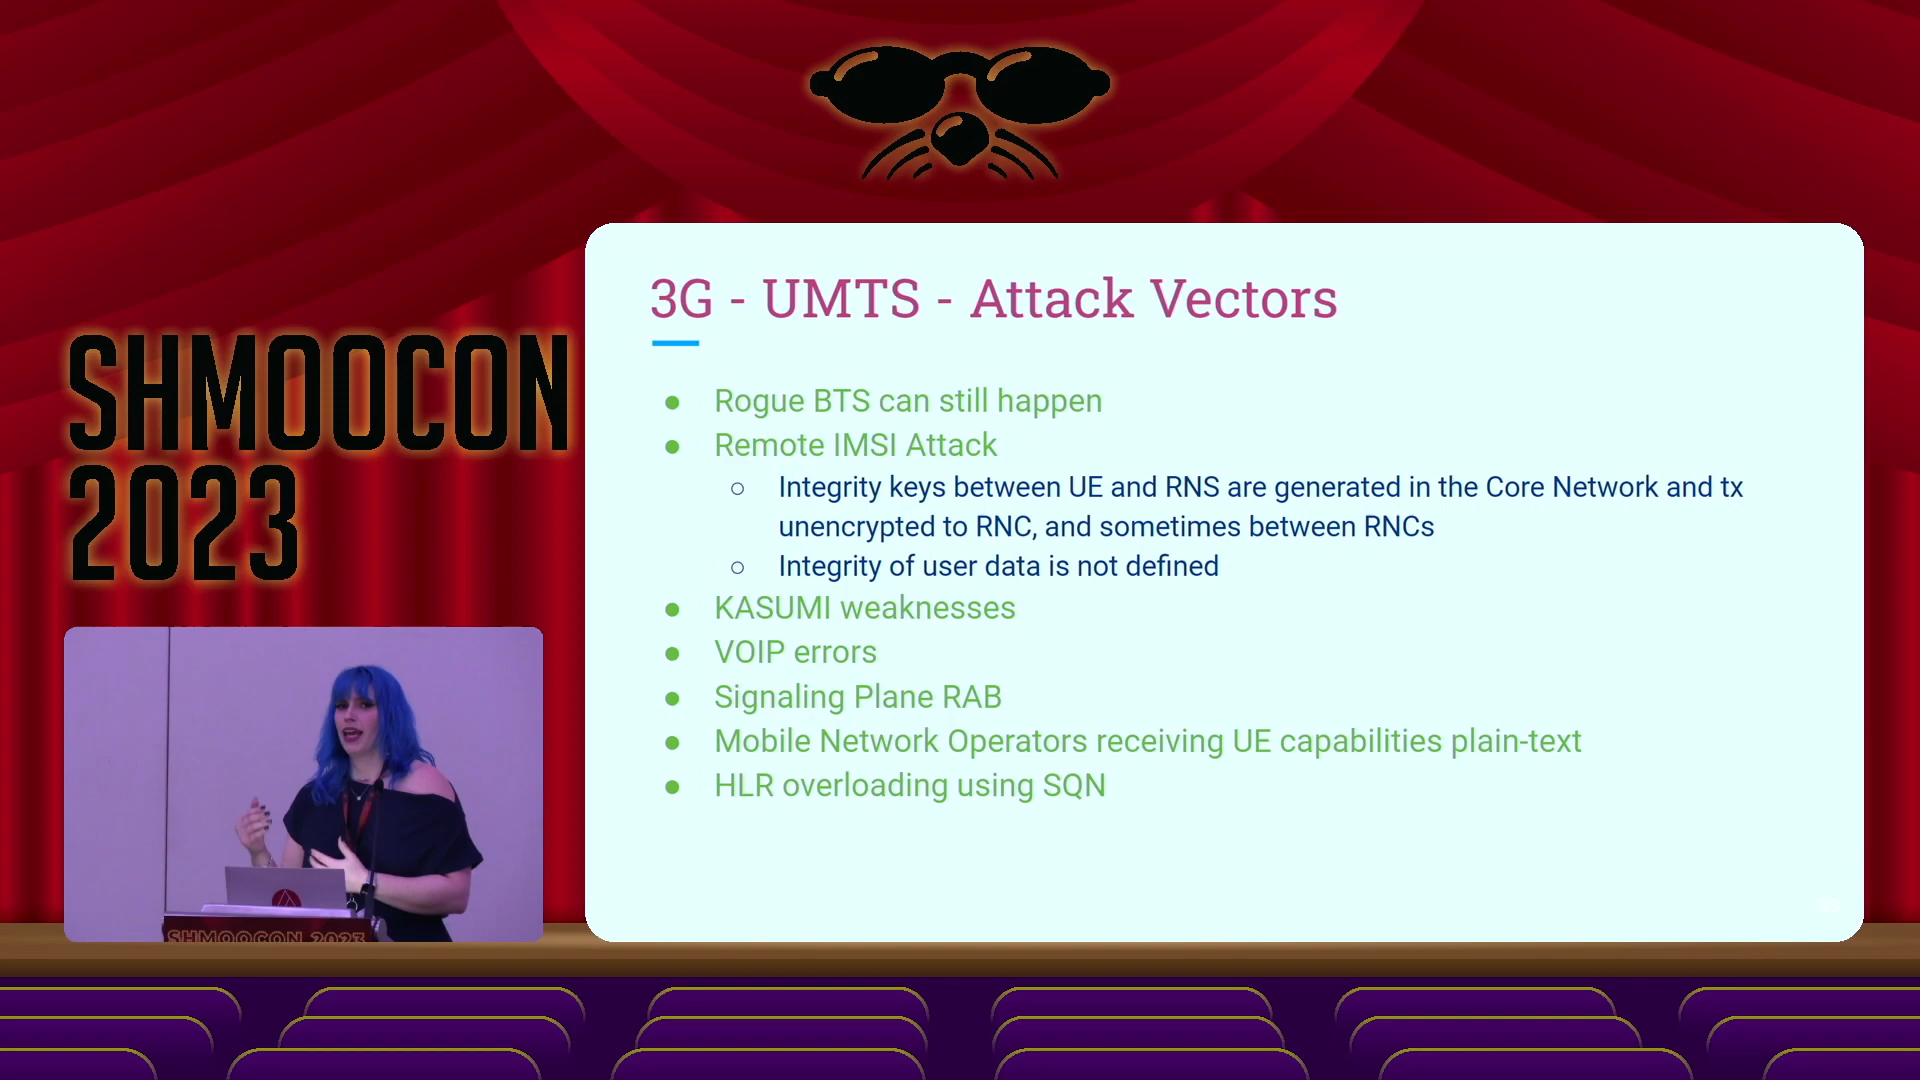 SHMOOCON
2023
3G - UMTS - Attack Vectors
● Rogue BTS can still happen
● Remote IMSI Attack
○ Integrity keys between UE and RNS are generated in the Core Network and tx
unencrypted to RNC, and sometimes between RNCs
○ Integrity of user data is not defined
● KASUMI weaknesses
● VOIP errors
● Signaling Plane RAB
● Mobile Network Operators receiving UE capabilities plain-text
● HLR overloading using SQN
SHMOOCON 2023